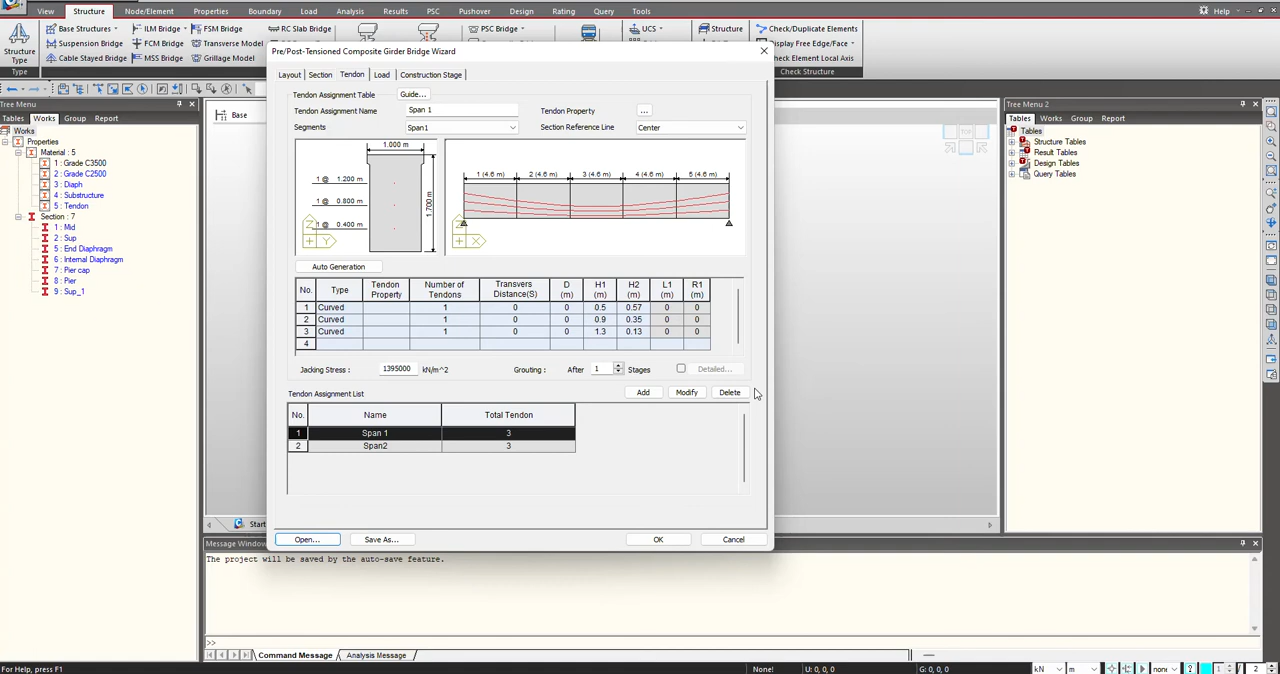 View Structure Node/Element Properties Boundary Load Analysis Results PSC Pushover Design Rating Query Tools Help
Base Structures ILM Bridge FSM Bridge RC Slab Bridge PSC Bridge UCS Structure Check/Duplicate Elements
Structure Type Suspension Bridge FCM Bridge Transverse Model Display Free Edge/Face
Cable Stayed Bridge MSS Bridge Grillage Model Check Element Local Axis
Type Check Structure
Pre/Post-Tensioned Composite Girder Bridge Wizard
Tree Menu
Tables Works Group Report
Works
Properties
Material : 5
1 : Grade C3500
2 : Grade C2500
3 : Diaph
4 : Substructure
5 : Tendon
Section : 7
1 : Mid
2 : Sup
5 : End Diaphragm
6 : Internal Diaphragm
7 : Pier cap
8 : Pier
9 : Sup_1
Base
Start
Layout Section Tendon Load Construction Stage
Tendon Assignment Table Guide...
Tendon Assignment Name Span 1 Tendon Property ...
Segments Span1 Section Reference Line Center
1.000 m
1 @ 1.200 m
1 @ 0.800 m
1 @ 0.400 m
1.700 m
Z
Y
1 (4.6 m) 2 (4.6 m) 3 (4.6 m) 4 (4.6 m) 5 (4.6 m)
Z
X
Auto Generation
No. Type Tendon Property Number of Tendons Transvers Distance(S) D (m) H1 (m) H2 (m) L1 (m) R1 (m)
1 Curved 1 0 0 0.5 0.57 0 0
2 Curved 1 0 0 0.9 0.35 0 0
3 Curved 1 0 0 1.3 0.13 0 0
4
Jacking Stress : 1395000 kN/m^2 Grouting : After 1 Stages Detailed...
Tendon Assignment List Add Modify Delete
No. Name Total Tendon
1 Span 1 3
2 Span2 3
Open... Save As... OK Cancel
TOP
Tree Menu 2
Tables Works Group Report
Tables
Structure Tables
Result Tables
Design Tables
Query Tables
Message Window
The project will be saved by the auto-save feature.
>>
Command Message Analysis Message
For Help, press F1 None! U: 0, 0, 0 G: 0, 0, 0 kN m none ? 1 / 2